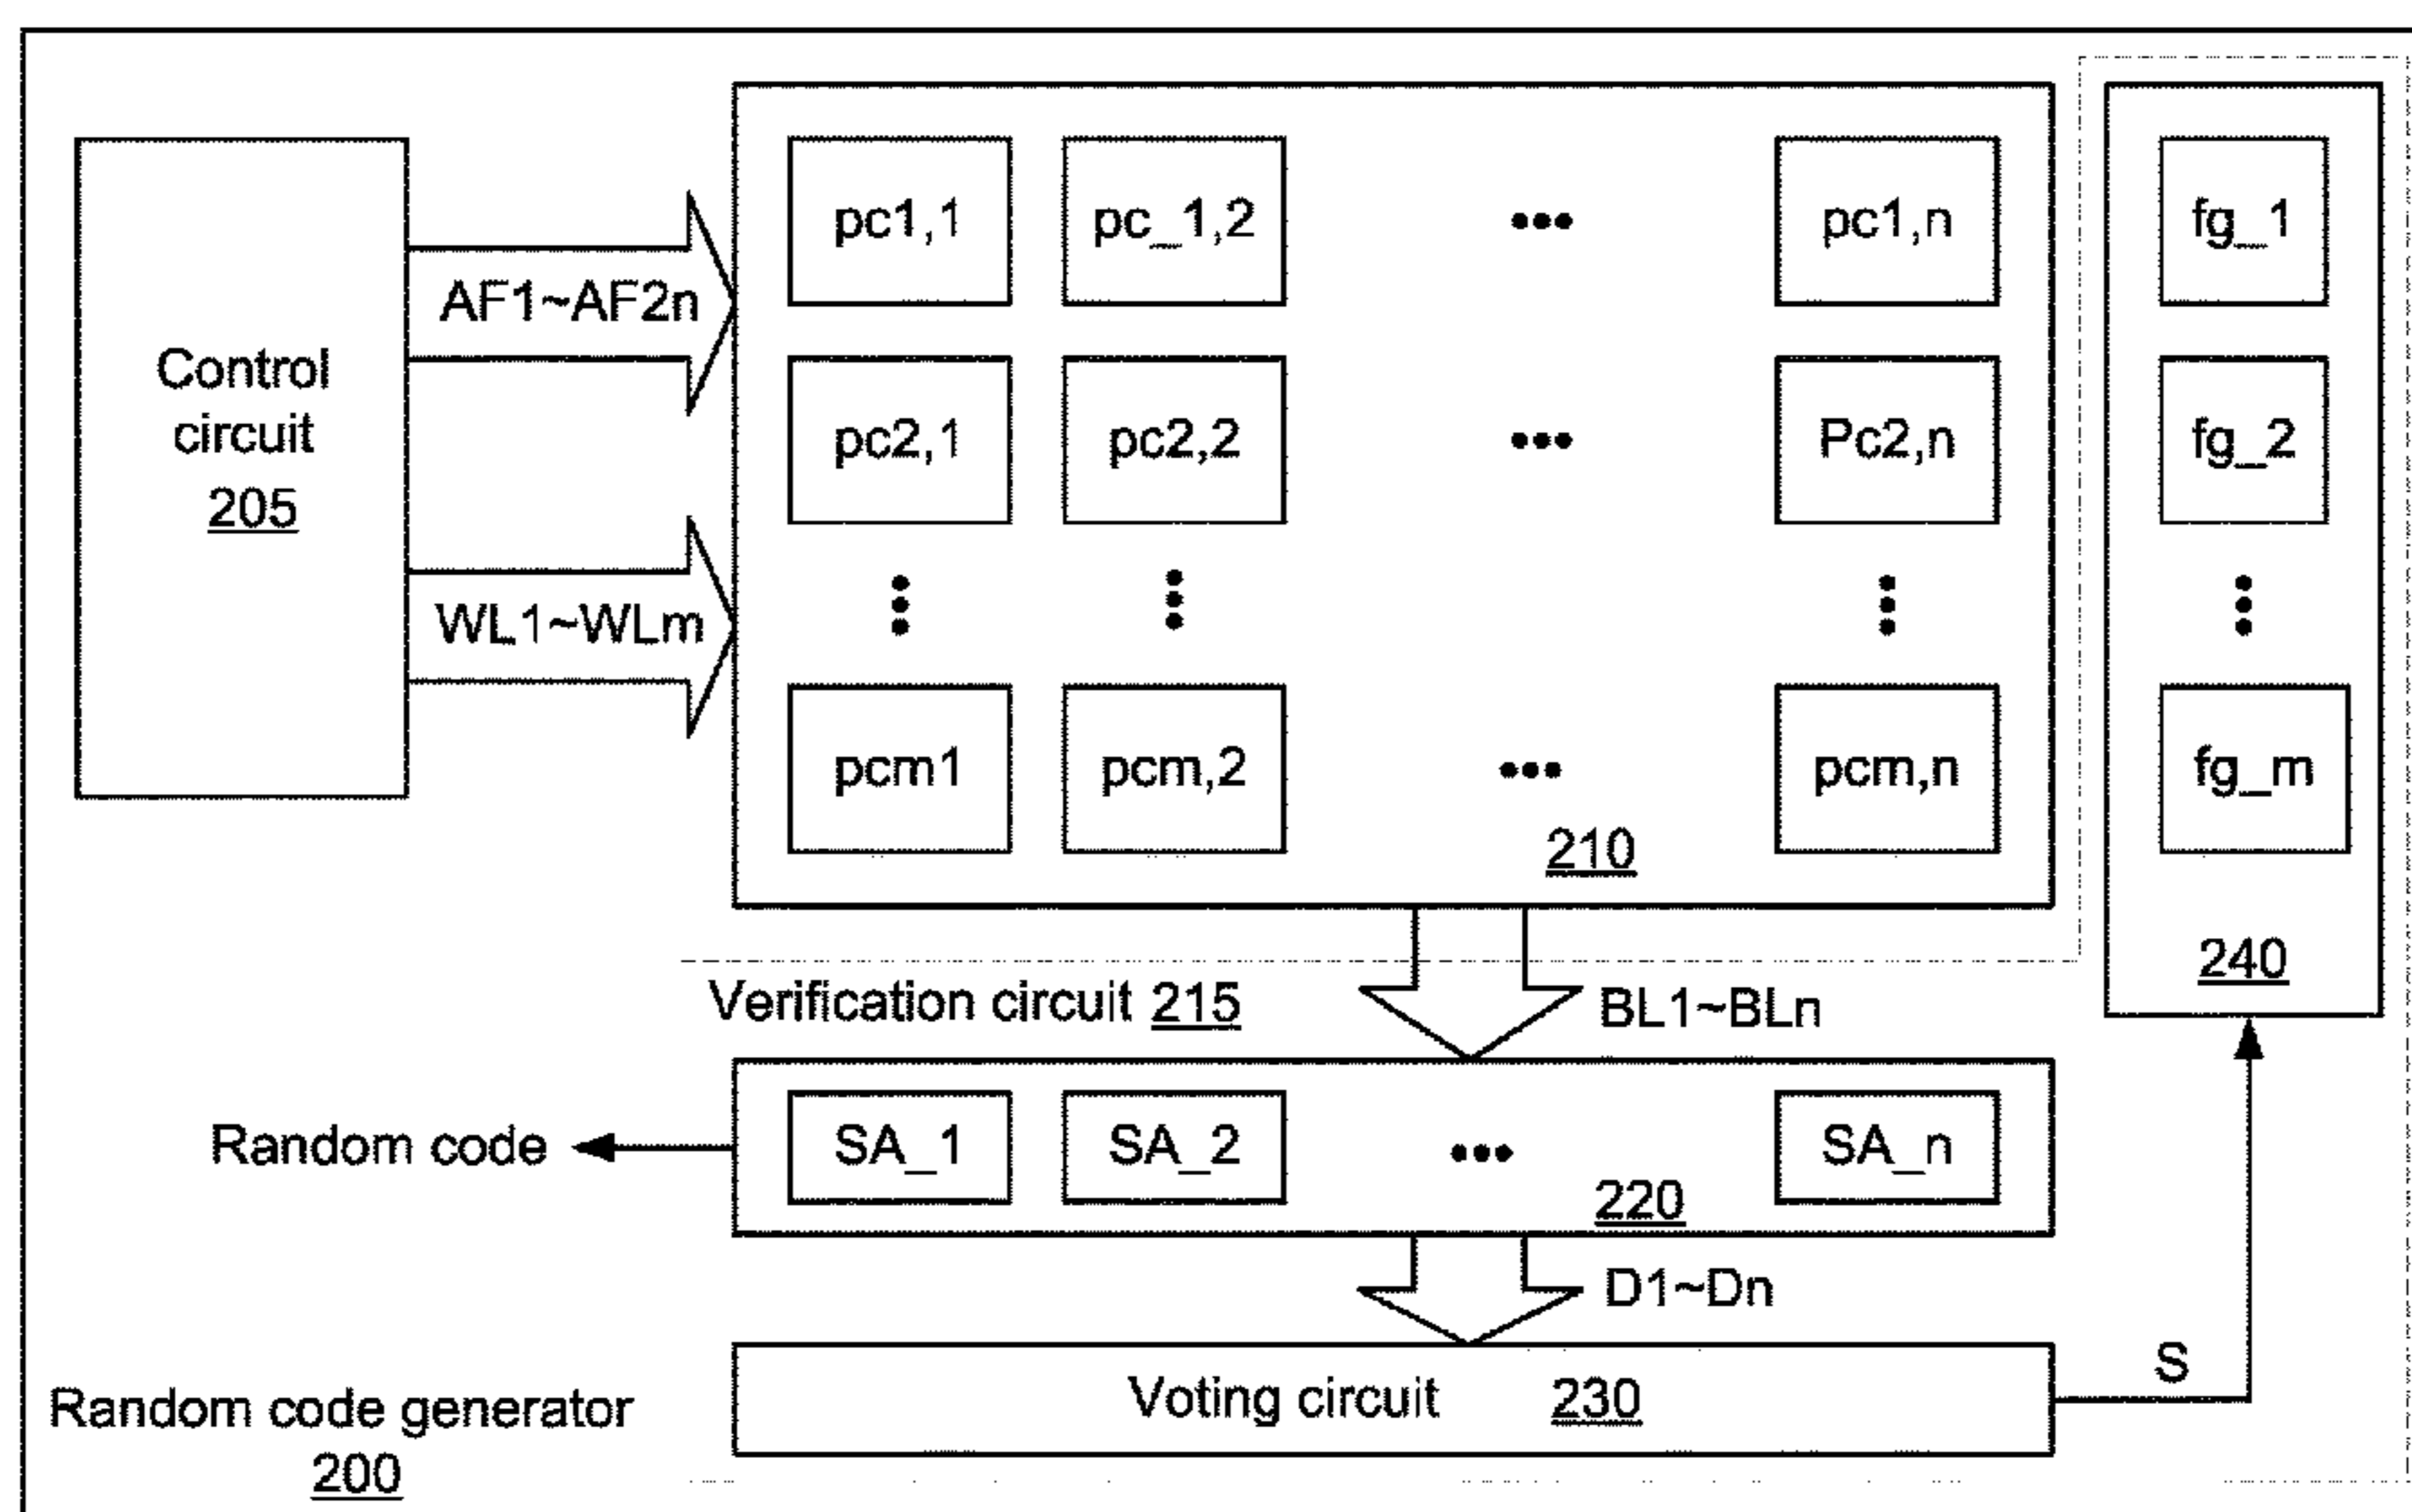 pc1,1 pc_1,2 ••• pc1,n fg_1
AF1~AF2n
Control
circuit
205
pc2,1 pc2,2 ••• Pc2,n fg_2
WL1~WLm
pcm1 pcm,2 ••• pcm,n fg_m
210
240
Verification circuit 215
BL1~BLn
Random code
SA_1 SA_2 ••• SA_n
220
D1~Dn
S
Voting circuit 230
Random code generator
200